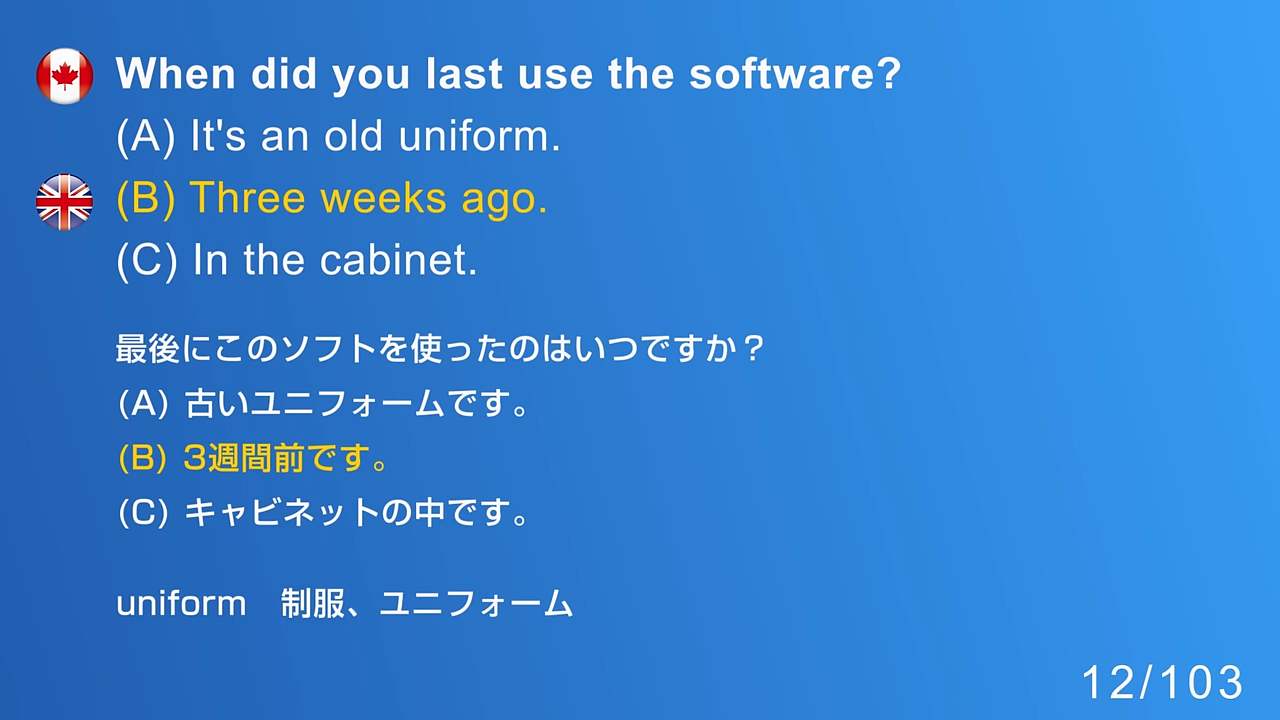 When did you last use the software?
(A) It's an old uniform.
(B) Three weeks ago.
(C) In the cabinet.
最後にこのソフトを使ったのはいつですか？
(A) 古いユニフォームです。
(B) 3週間前です。
(C) キャビネットの中です。
uniform　制服、ユニフォーム
12/103